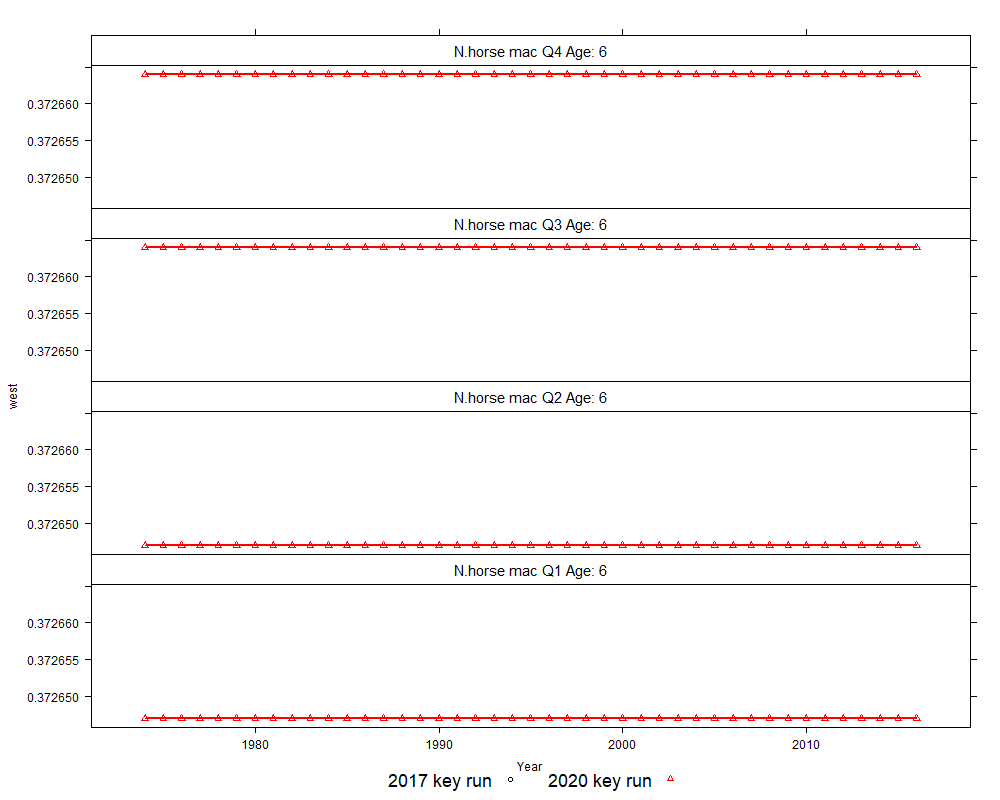 N.horse mac Q4 Age: 6
0.372660
0.372655
0.372650
N.horse mac Q3 Age: 6
0.372660
0.372655
0.372650
west
N.horse mac Q2 Age: 6
0.372660
0.372655
0.372650
N.horse mac Q1 Age: 6
0.372660
0.372655
0.372650
1980 1990 2000 2010
Year
2017 key run 2020 key run